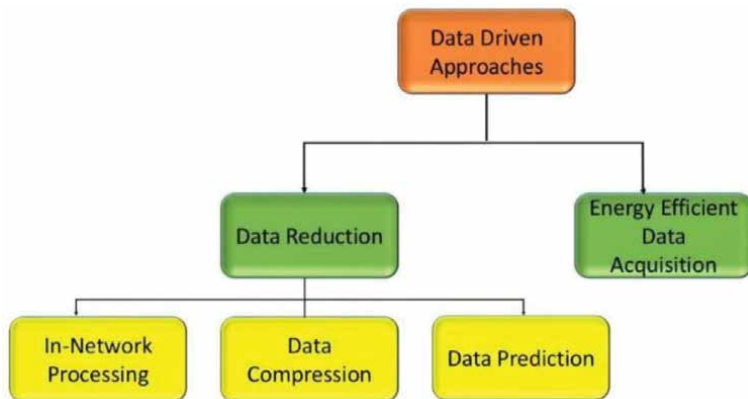 Data Driven
Approaches
Data Reduction
Energy Efficient
Data
Acquisition
In-Network
Processing
Data
Compression
Data Prediction